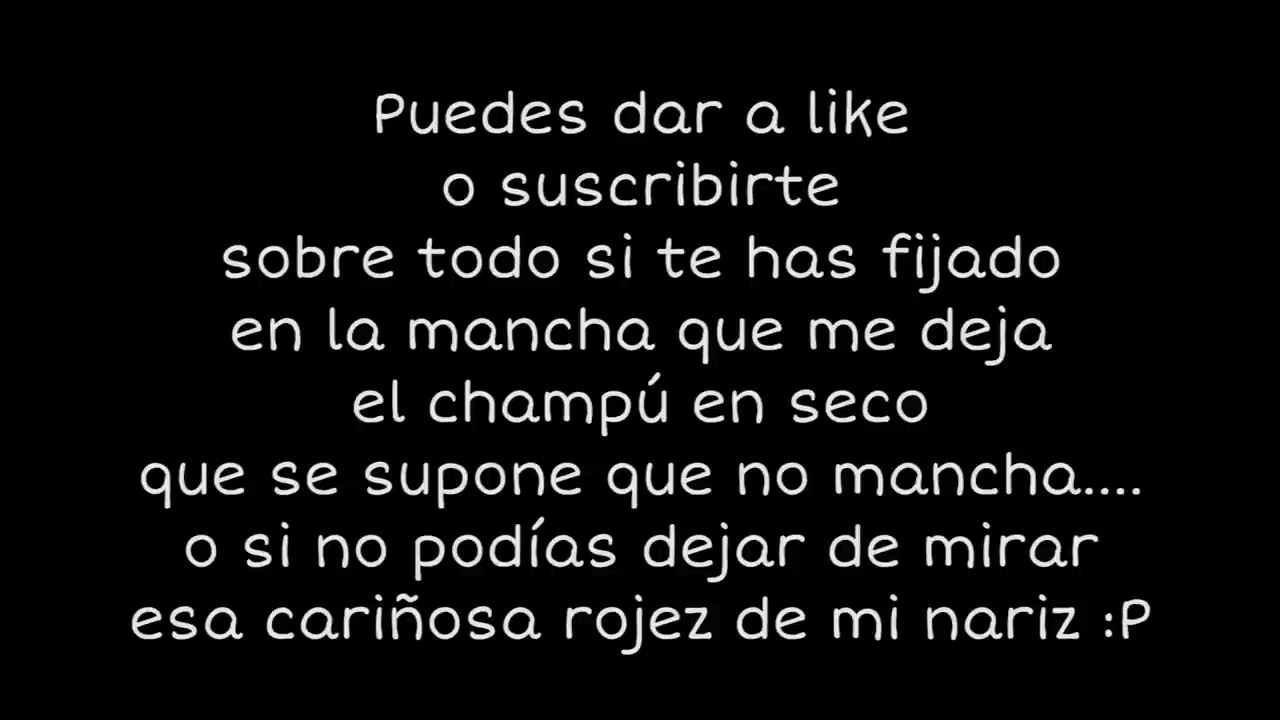 Puedes dar a like
o suscribirte
sobre todo si te has fijado
en la mancha que me deja
el champú en seco
que se supone que no mancha....
o si no podías dejar de mirar
esa cariñosa rojez de mi nariz :P